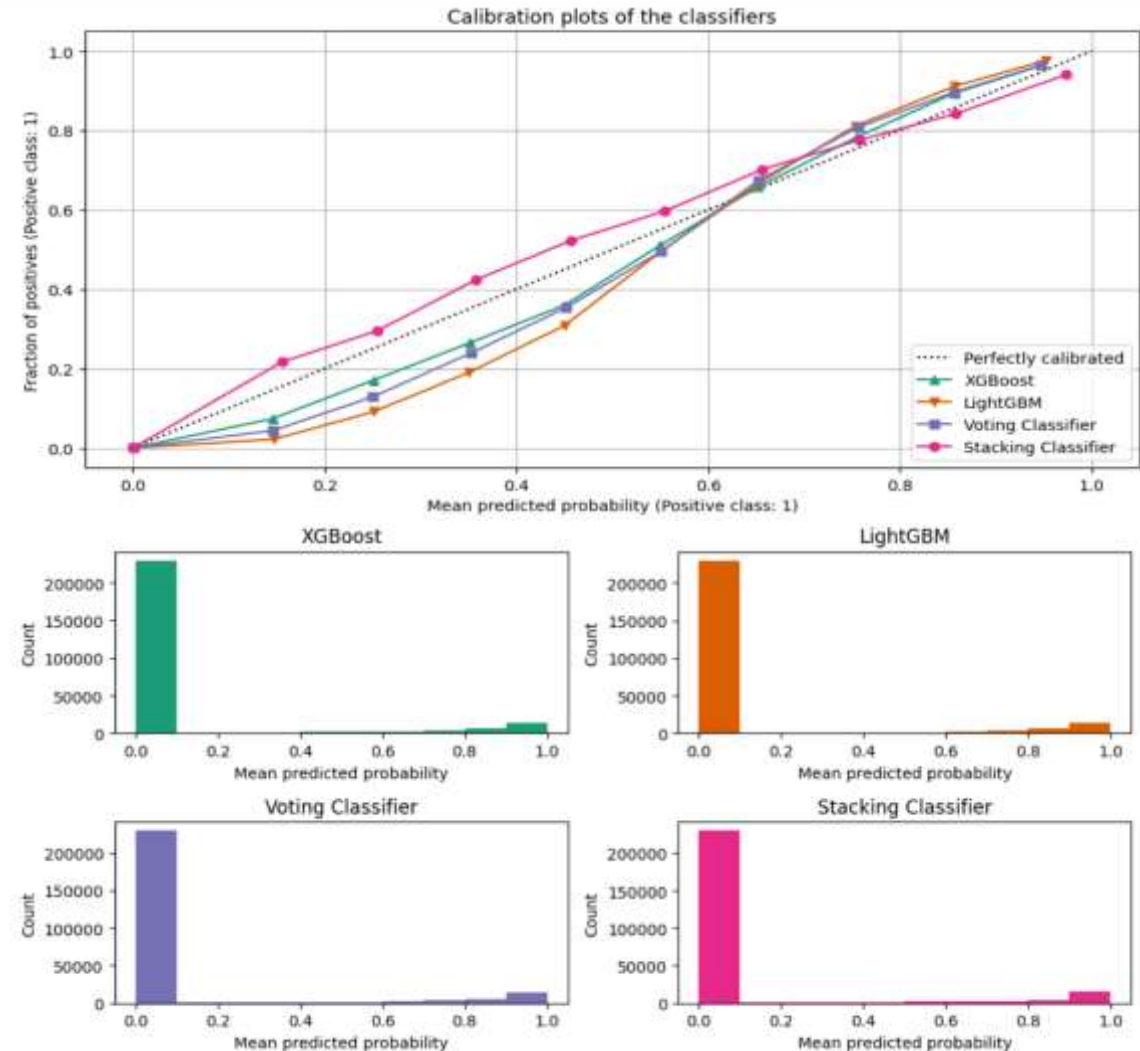 Calibration plots of the classifiers
1.0
0.8
0.6
0.4
0.2
0.0
Fraction of positives (Positive class: 1)
Perfectly calibrated
XGBoost
LightGBM
Voting Classifier
Stacking Classifier
0.0 0.2 0.4 0.6 0.8 1.0
Mean predicted probability (Positive class: 1)
XGBoost
200000
150000
100000
50000
0
Count
0.0 0.2 0.4 0.6 0.8 1.0
Mean predicted probability
LightGBM
200000
150000
100000
50000
0
Count
0.0 0.2 0.4 0.6 0.8 1.0
Mean predicted probability
Voting Classifier
200000
150000
100000
50000
0
Count
0.0 0.2 0.4 0.6 0.8 1.0
Mean predicted probability
Stacking Classifier
200000
150000
100000
50000
0
Count
0.0 0.2 0.4 0.6 0.8 1.0
Mean predicted probability